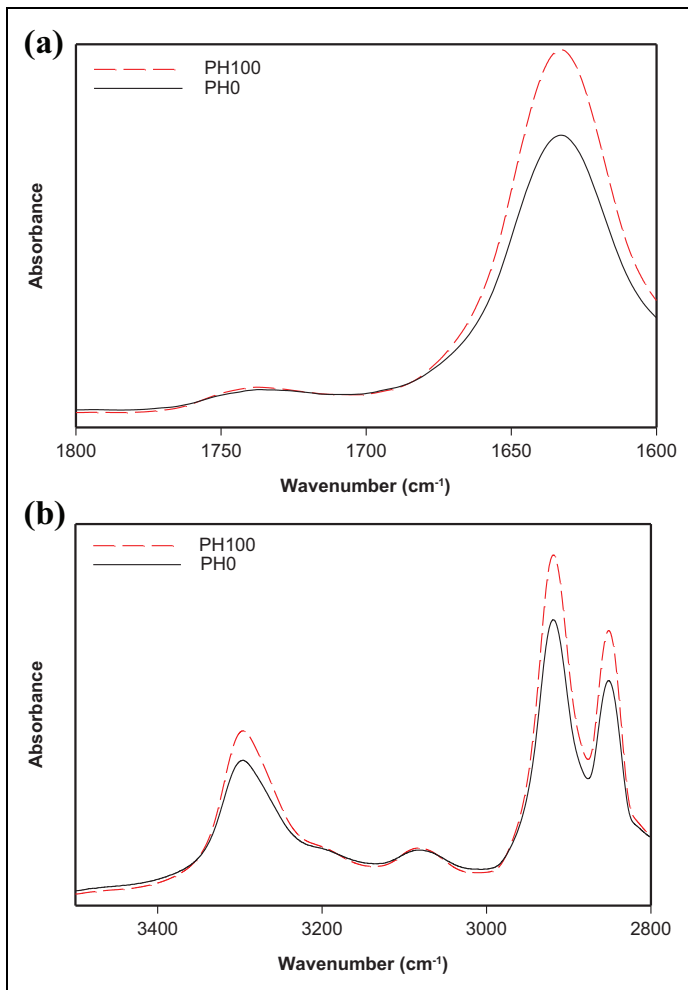 (a)
PH100
PH0
Absorbance
1800 1750 1700 1650 1600
Wavenumber (cm⁻¹)
(b)
PH100
PH0
Absorbance
3400 3200 3000 2800
Wavenumber (cm⁻¹)